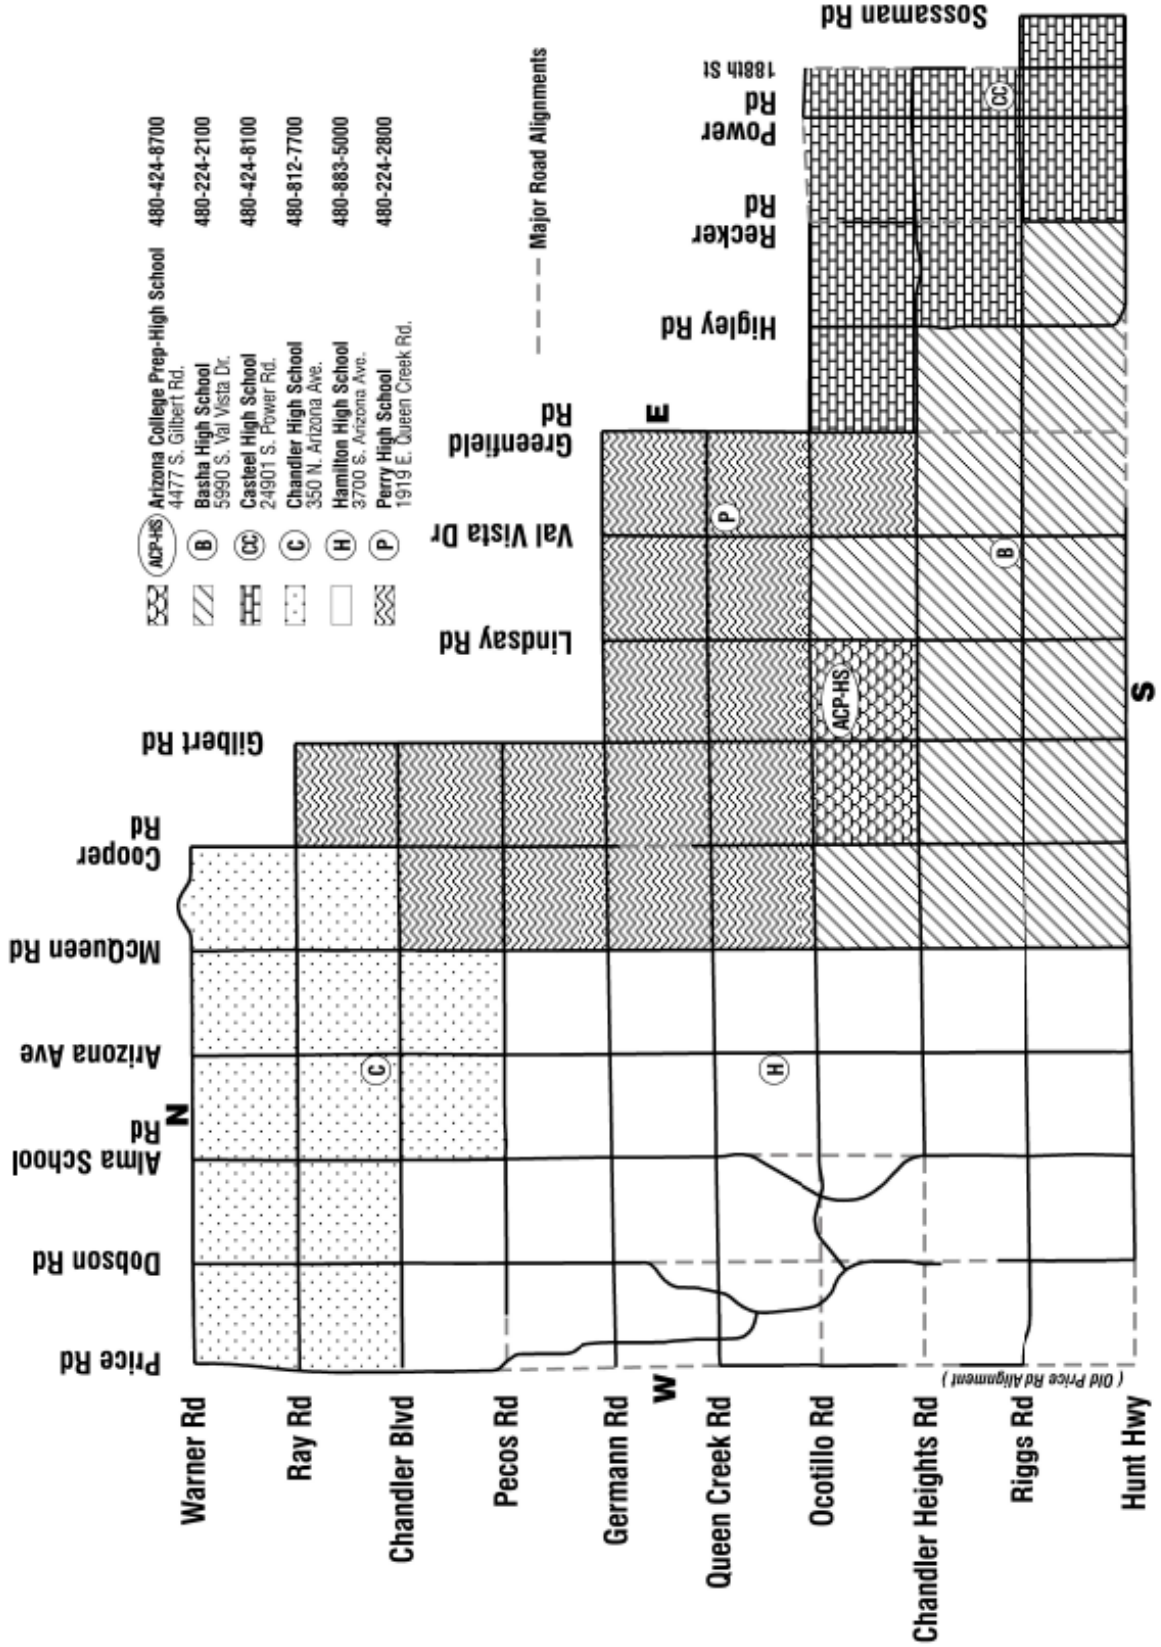 ACP-HS Arizona College Prep-High School 480-424-8700
4477 S. Gilbert Rd.
B Basha High School 480-224-2100
5990 S. Val Vista Dr.
CC Casteel High School 480-424-8100
24901 S. Power Rd.
C Chandler High School 480-812-7700
350 N. Arizona Ave.
H Hamilton High School 480-883-5000
3700 S. Arizona Ave.
P Perry High School 480-224-2800
1919 E. Queen Creek Rd.
Major Road Alignments
Price Rd
Dobson Rd
Alma School
Rd
Arizona Ave
McQueen Rd
Cooper
Rd
Gilbert Rd
Lindsay Rd
Val Vista Dr
Greenfield
Rd
Higley Rd
Recker
Rd
Power
Rd
188th St
Sossaman Rd
N
W
E
S
Warner Rd
Ray Rd
Chandler Blvd
Pecos Rd
Germann Rd
Queen Creek Rd
Ocotillo Rd
Chandler Heights Rd
Riggs Rd
Hunt Hwy
( Old Price Rd Alignment )
C
H
P
ACP-HS
B
CC